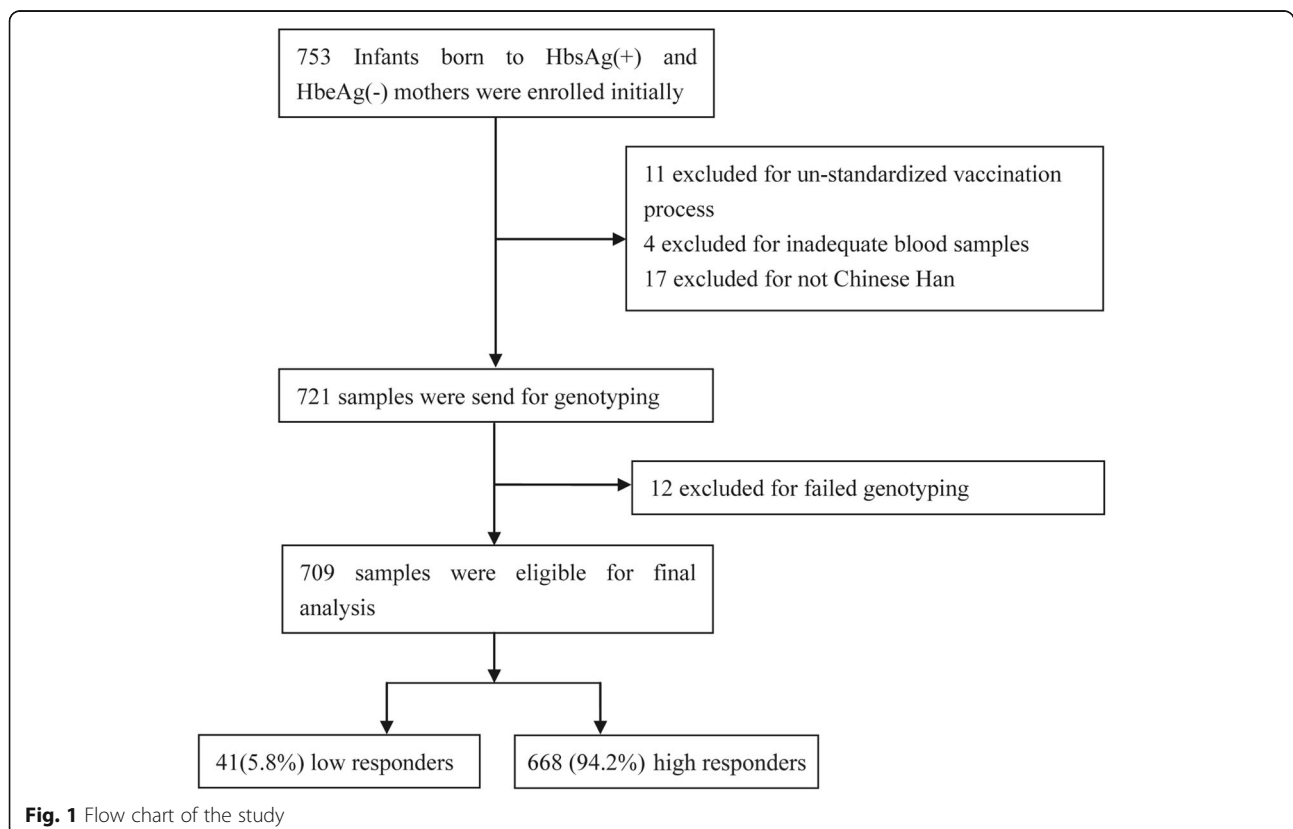 753 Infants born to HbsAg(+) and
HbeAg(-) mothers were enrolled initially
11 excluded for un-standardized vaccination
process
4 excluded for inadequate blood samples
17 excluded for not Chinese Han
721 samples were send for genotyping
12 excluded for failed genotyping
709 samples were eligible for final
analysis
41(5.8%) low responders
668 (94.2%) high responders
Fig. 1 Flow chart of the study